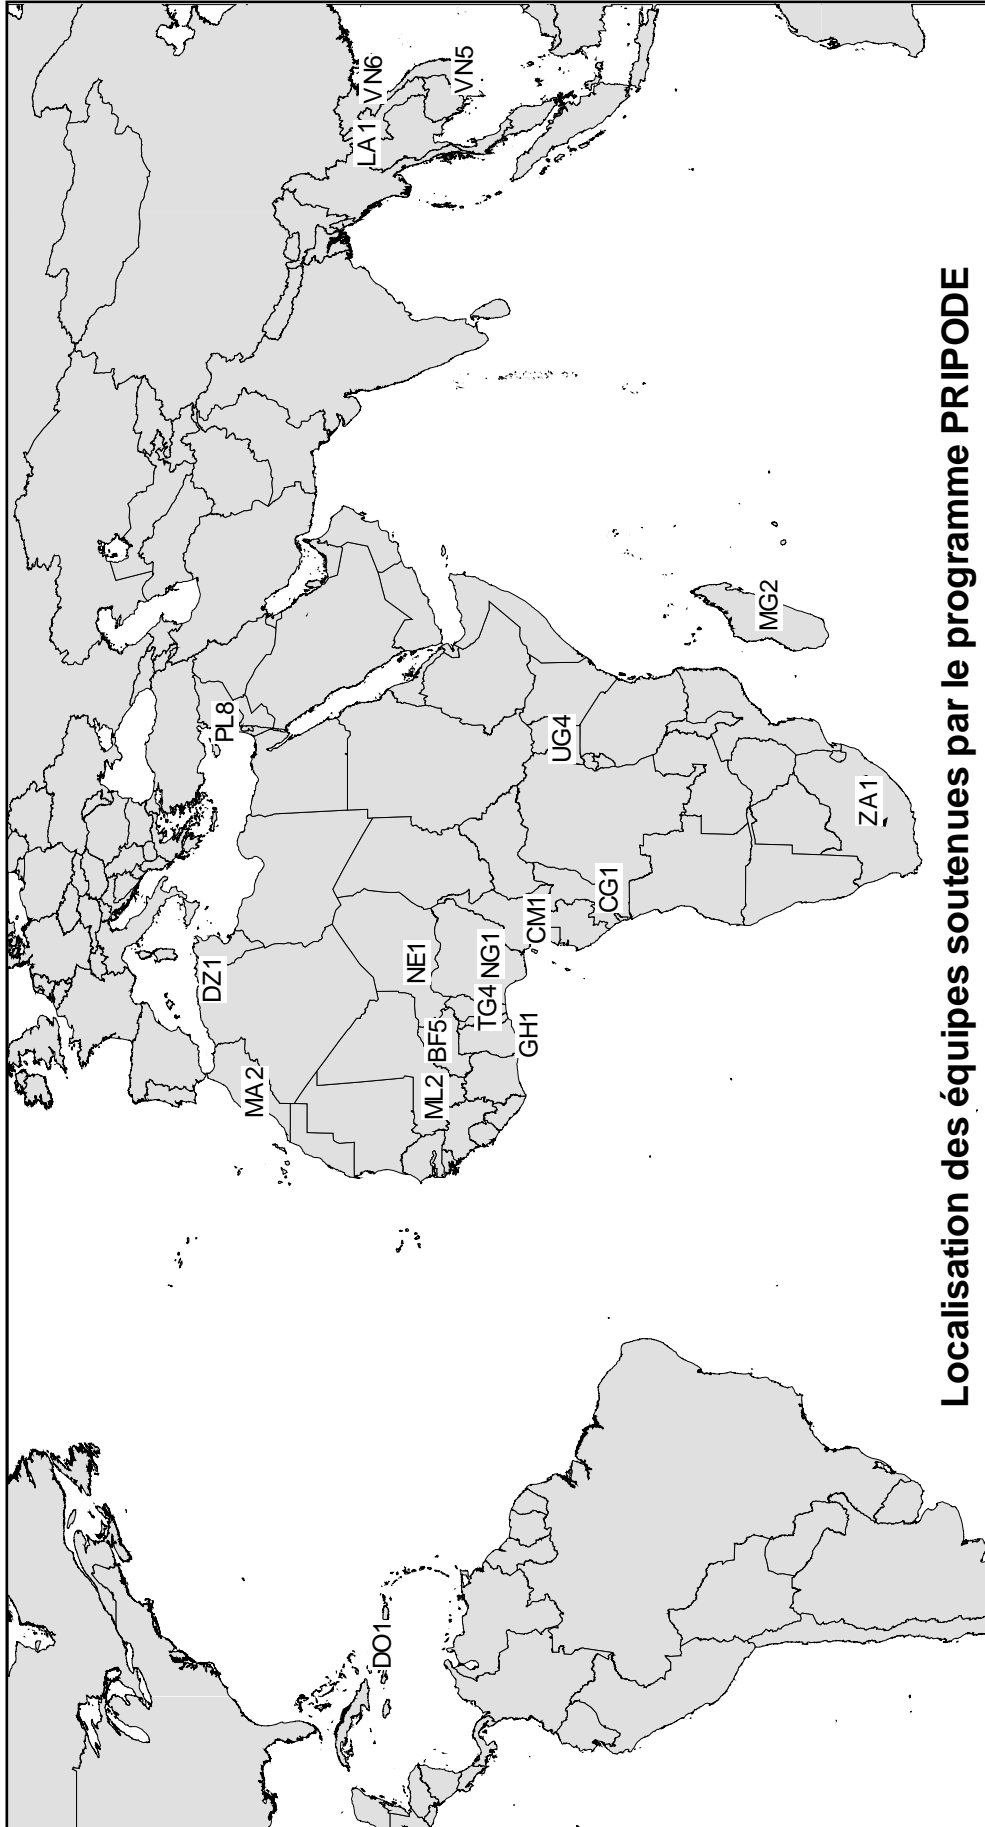 PL8
DZ1
MA2
VN6
LA1
VN5
DO1
NE1
BF5
ML2
NG1
TG4
GH1
CM1
UG4
CG1
MG2
ZA1
Localisation des équipes soutenues par le programme PRIPODE